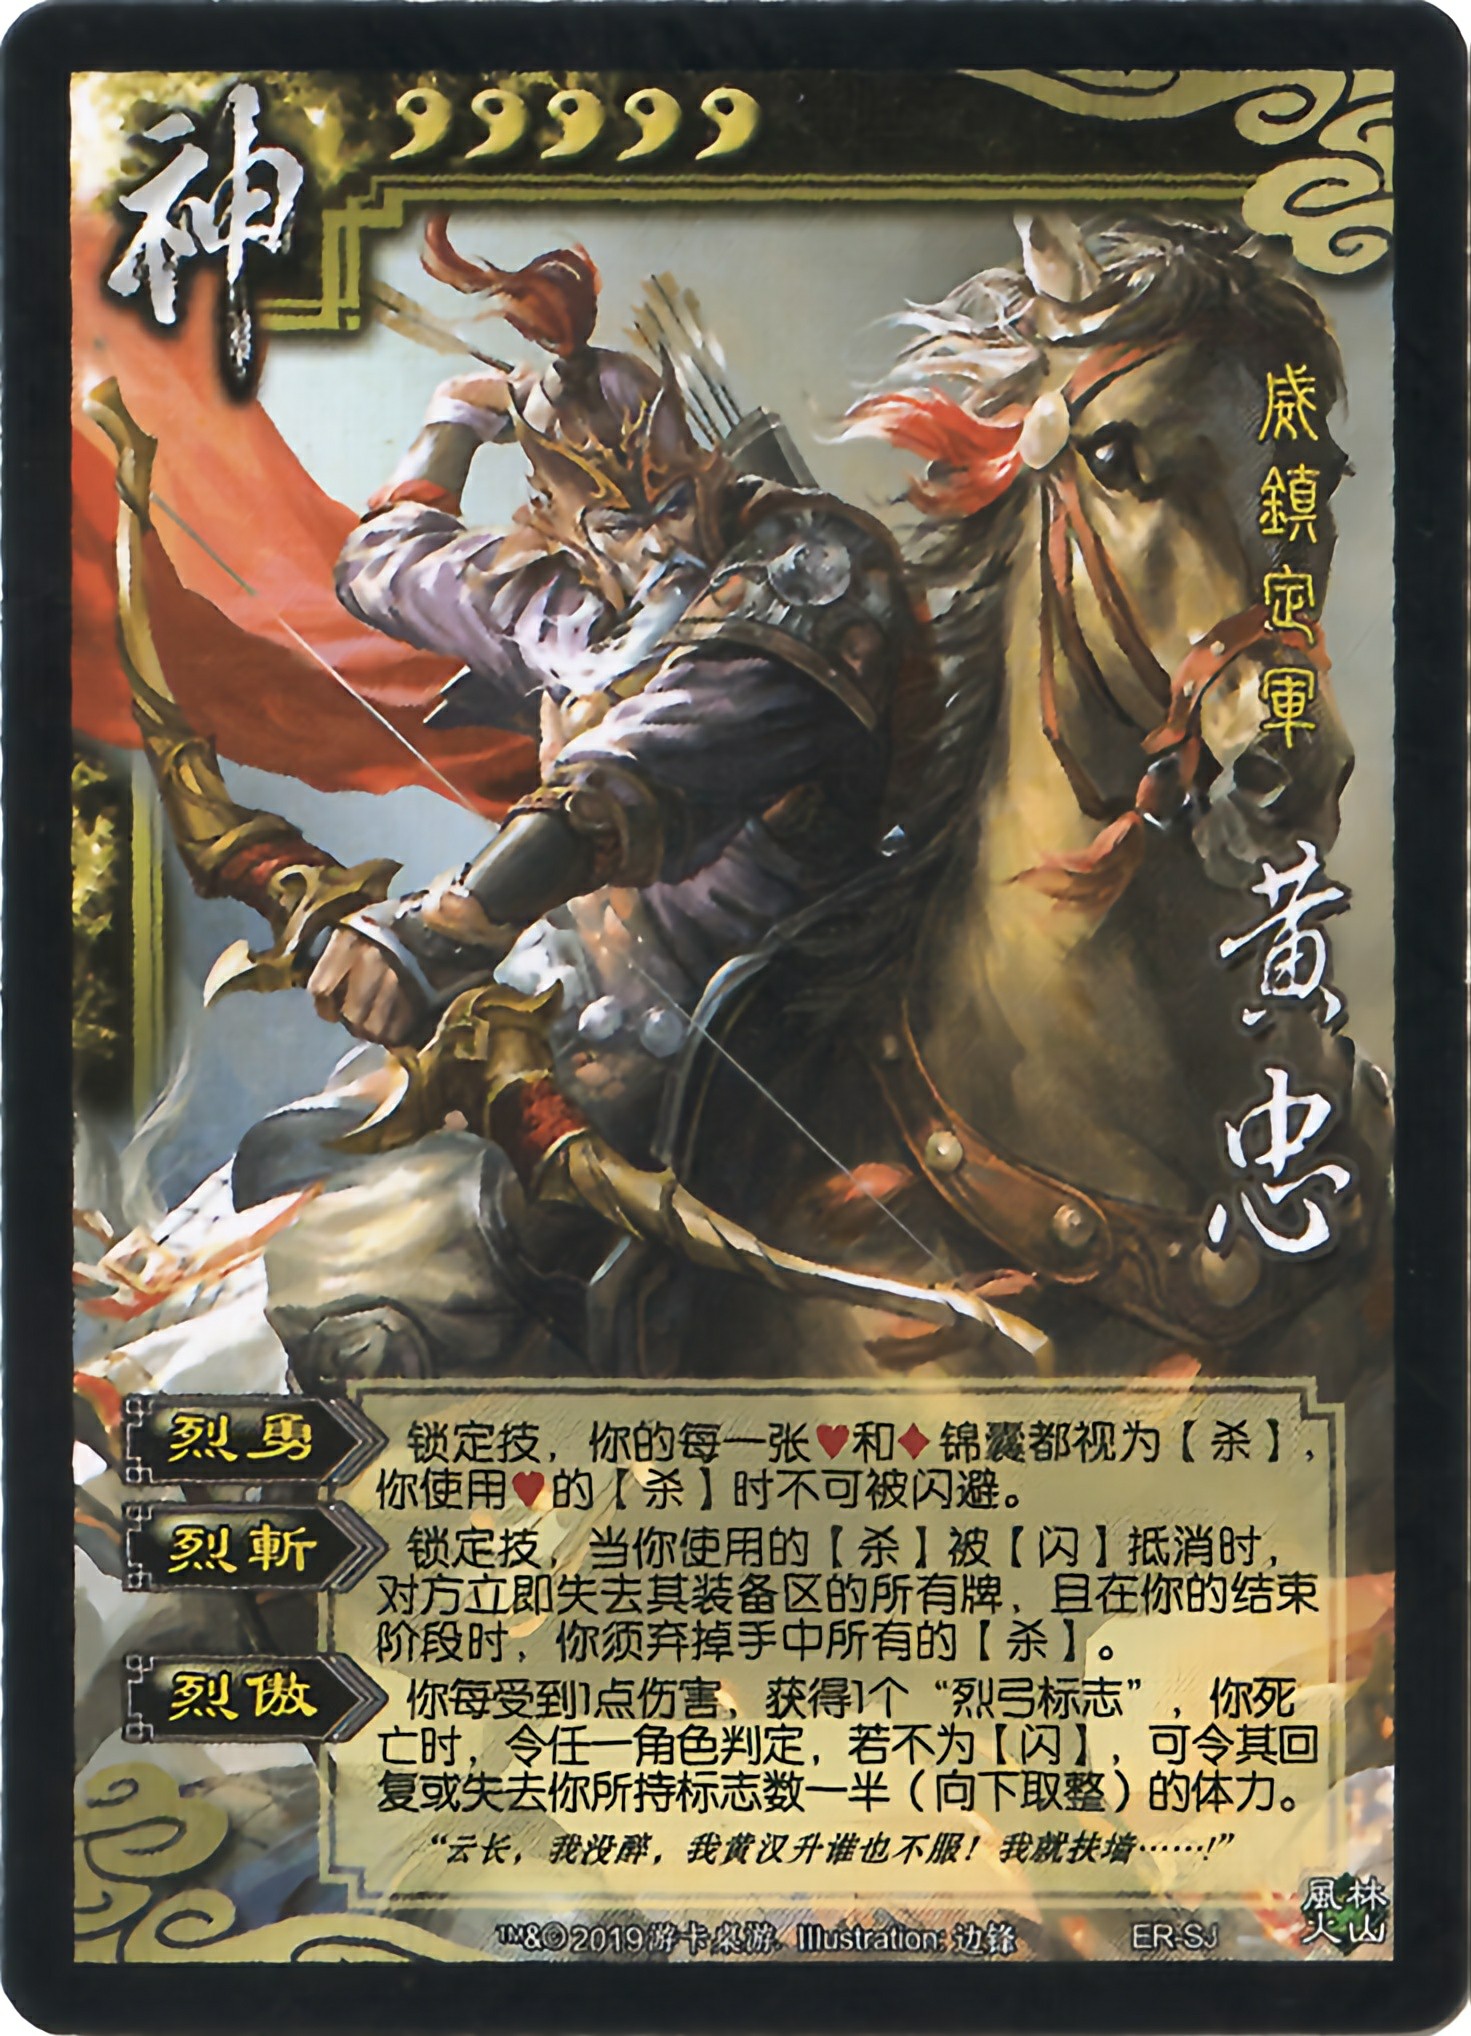 神
威鎮定軍
黃忠
烈勇
锁定技，你的每一张♥和♦锦囊都视为【杀】，
你使用♥的【杀】时不可被闪避。
烈斬
锁定技，当你使用的【杀】被【闪】抵消时，
对方立即失去其装备区的所有牌，且在你的结束
阶段时，你须弃掉手中所有的【杀】。
烈傲
你每受到1点伤害，获得1个“烈弓标志”，你死
亡时，令任一角色判定，若不为【闪】，可令其回
复或失去你所持标志数一半（向下取整）的体力。
“云长，我没醉，我黄汉升谁也不服！我就扶墙……!”
™&©2019游卡桌游. Illustration: 边锋
ER-SJ
風林
火山